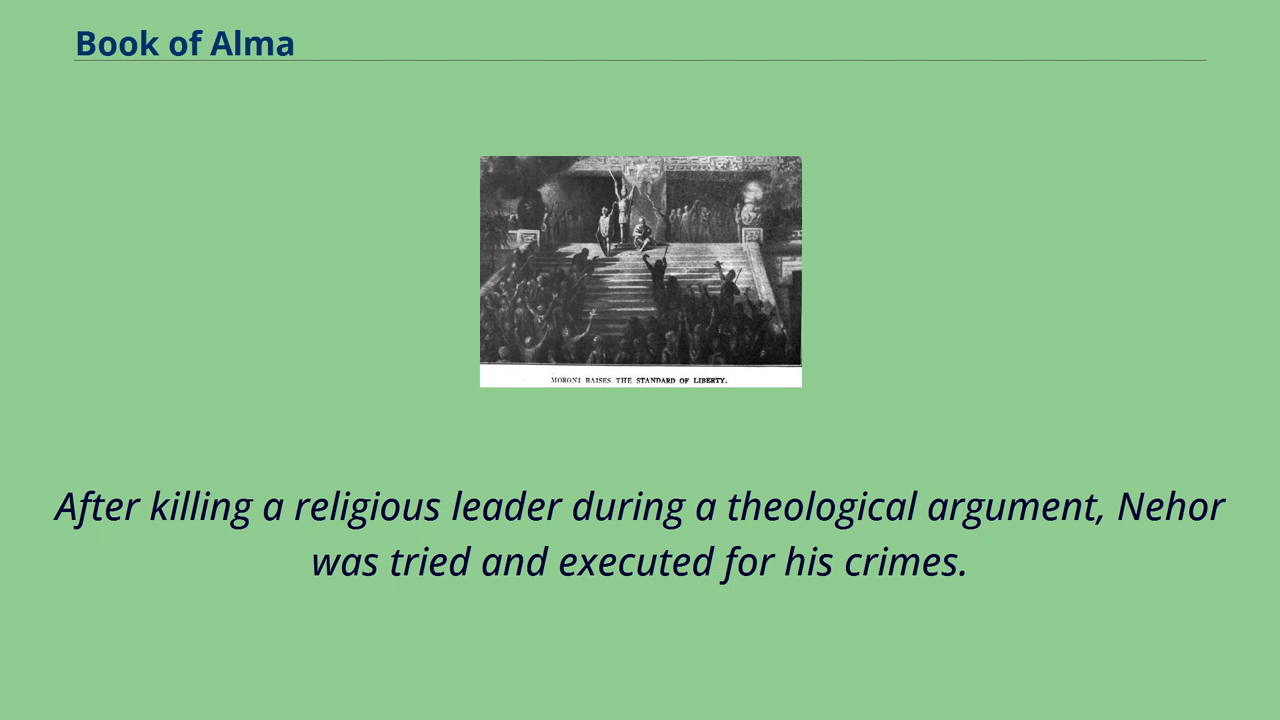 Book of Alma
MORONI RAISES THE STANDARD OF LIBERTY.
After killing a religious leader during a theological argument, Nehor
was tried and executed for his crimes.